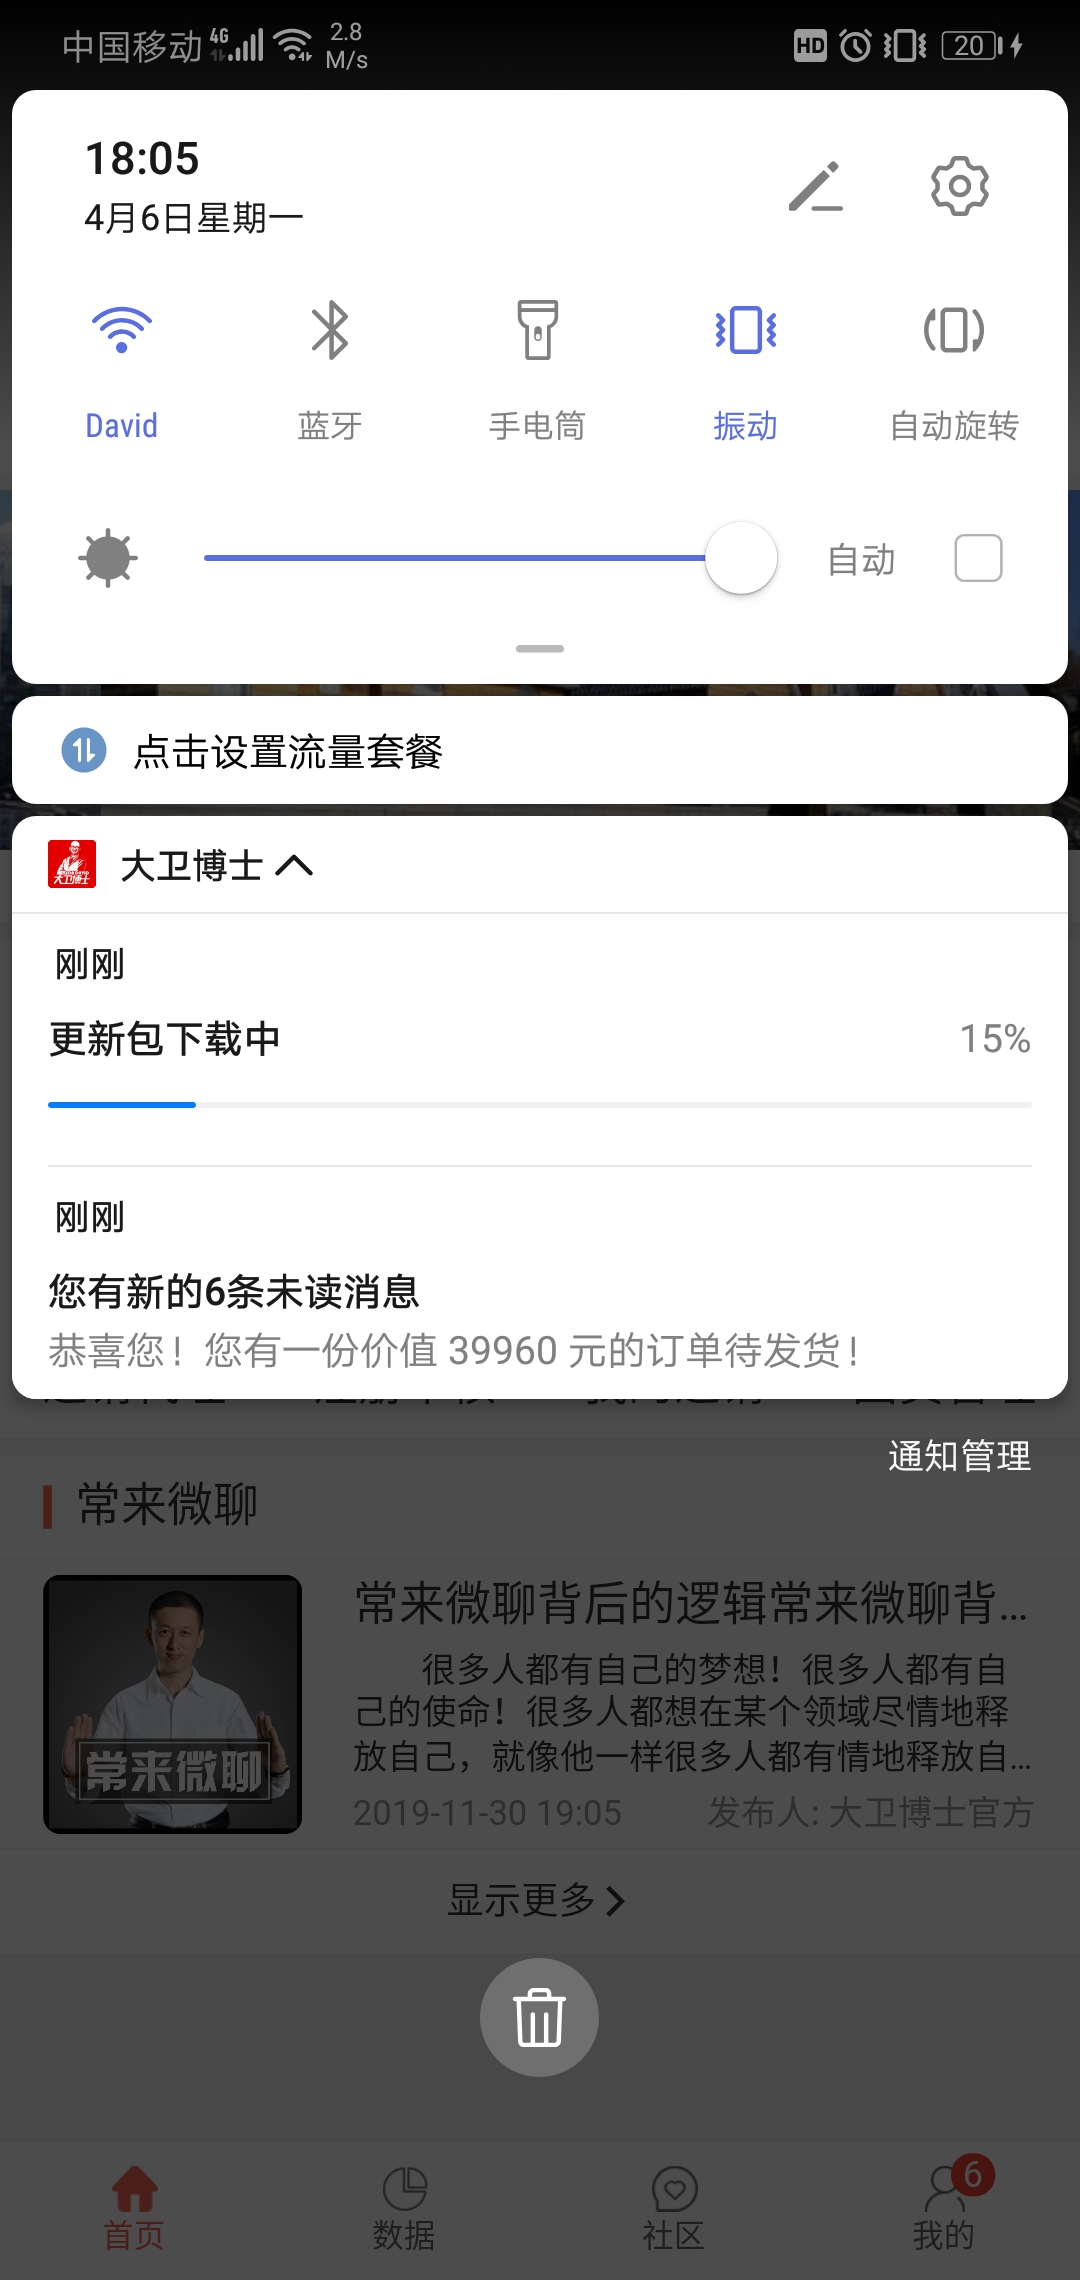 中国移动 4G 2.8 M/s HD 20
18:05
4月6日星期一
David 蓝牙 手电筒 振动 自动旋转
自动
点击设置流量套餐
大卫博士
大卫博士
刚刚
更新包下载中 15%
刚刚
您有新的6条未读消息
恭喜您！您有一份价值 39960 元的订单待发货！
通知管理
常来微聊
常来微聊背后的逻辑常来微聊背...
很多人都有自己的梦想！很多人都有自
己的使命！很多人都想在某个领域尽情地释
放自己，就像他一样很多人都有情地释放自...
常来微聊
2019-11-30 19:05 发布人: 大卫博士官方
显示更多
6
首页 数据 社区 我的